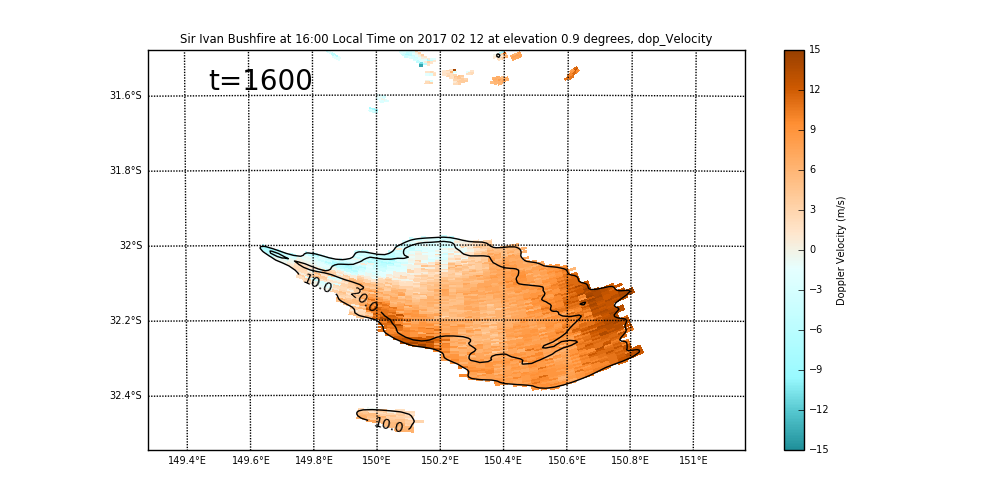 Sir Ivan Bushfire at 16:00 Local Time on 2017 02 12 at elevation 0.9 degrees, dop_Velocity
t=1600
31.6°S
31.8°S
32°S
32.2°S
32.4°S
10.0
20.0
10.0
149.4°E 149.6°E 149.8°E 150°E 150.2°E 150.4°E 150.6°E 150.8°E 151°E
15
12
9
6
3
0
−3
−6
−9
−12
−15
Doppler Velocity (m/s)